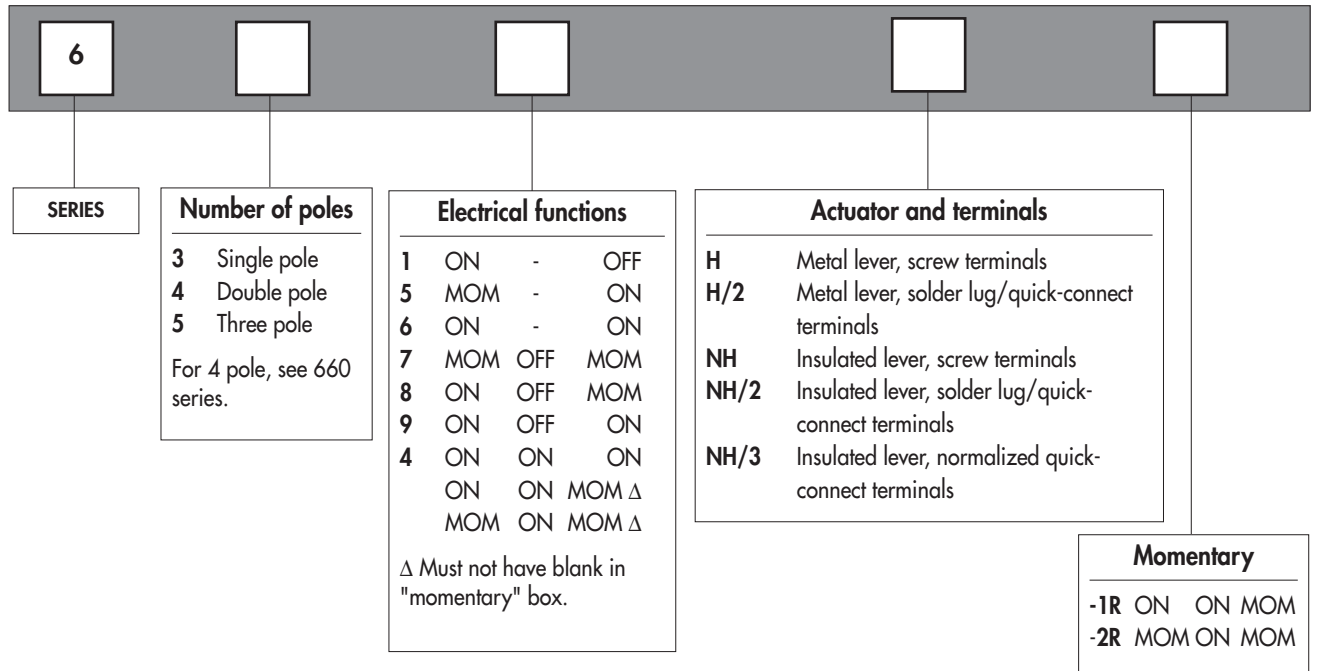 6
SERIES
Number of poles
3 Single pole
4 Double pole
5 Three pole
For 4 pole, see 660
series.
Electrical functions
1 ON - OFF
5 MOM - ON
6 ON - ON
7 MOM OFF MOM
8 ON OFF MOM
9 ON OFF ON
4 ON ON ON
ON ON MOM Δ
MOM ON MOM Δ
Δ Must not have blank in
"momentary" box.
Actuator and terminals
H Metal lever, screw terminals
H/2 Metal lever, solder lug/quick-connect
terminals
NH Insulated lever, screw terminals
NH/2 Insulated lever, solder lug/quick-
connect terminals
NH/3 Insulated lever, normalized quick-
connect terminals
Momentary
-1R ON ON MOM
-2R MOM ON MOM